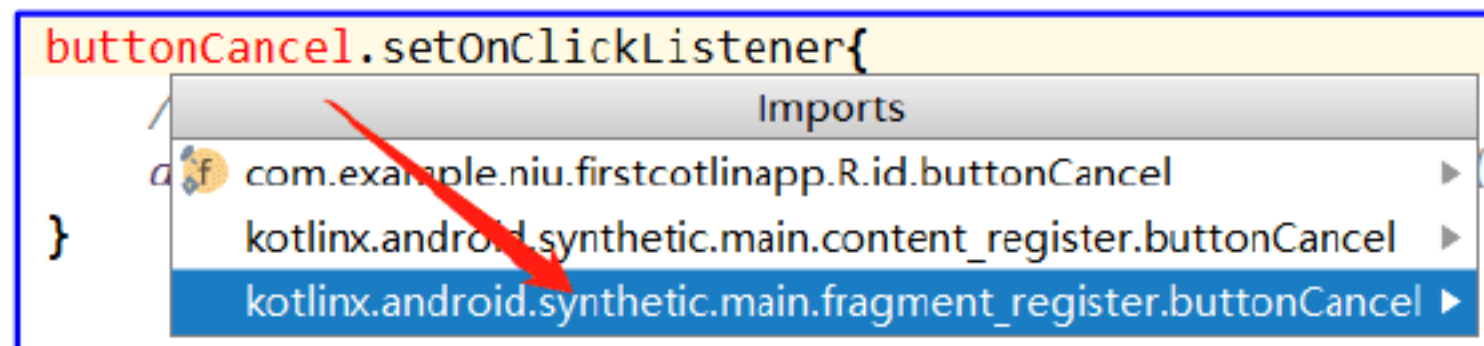 buttonCancel.setOnClickListener{
/
Imports
a
f com.example.niu.firstcotlinapp.R.id.buttonCancel
}
kotlinx.android.synthetic.main.content_register.buttonCancel
kotlinx.android.synthetic.main.fragment_register.buttonCancel